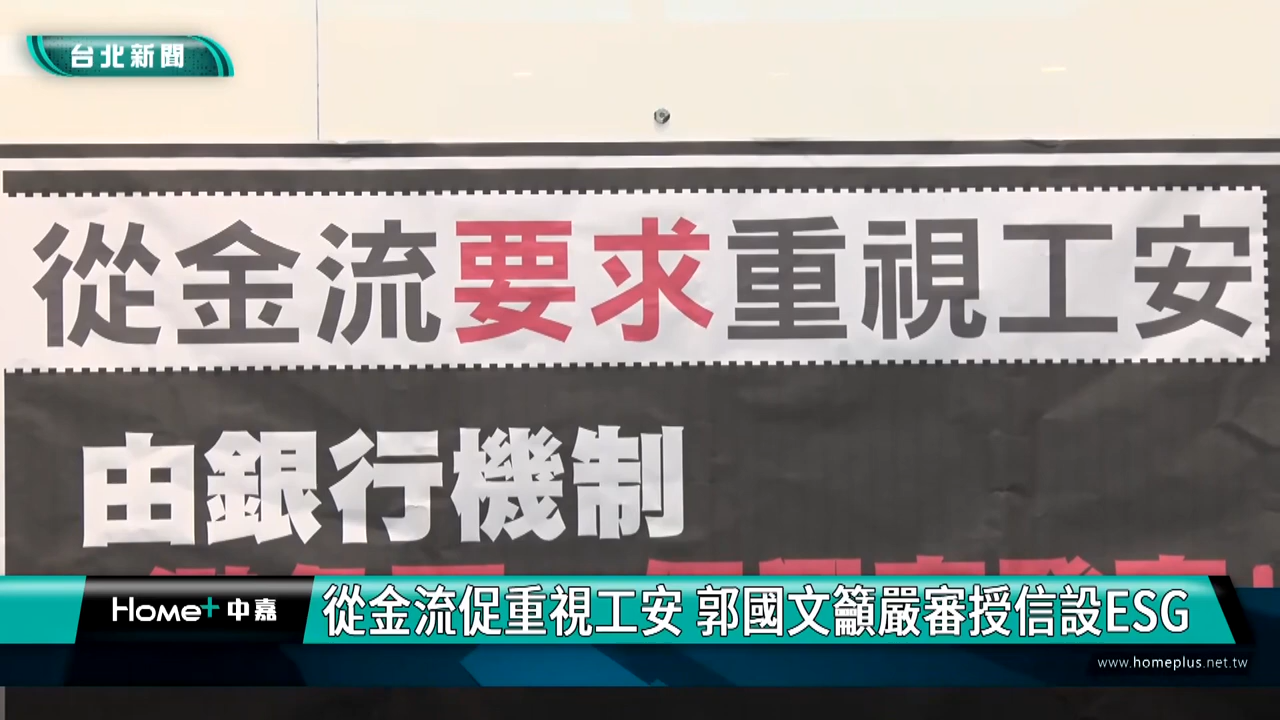 台北新聞
從金流要求重視工安
由銀行機制
Home+中嘉
從金流促重視工安 郭國文籲嚴審授信設ESG
www.homeplus.net.tw